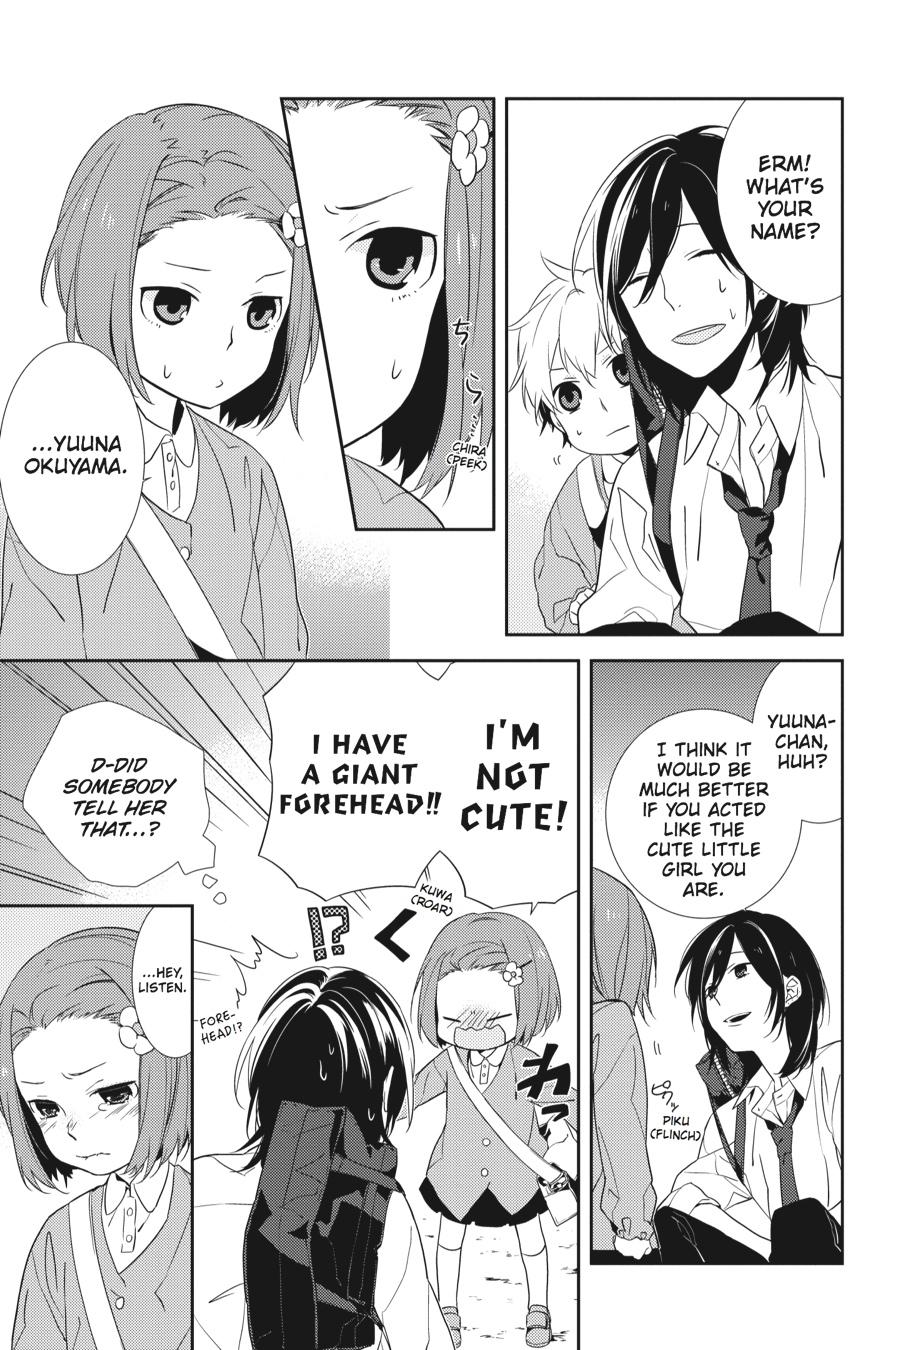 ERM!
WHAT'S
YOUR
NAME?
ち
ら
CHIRA
(PEEK)
...YUUNA
OKUYAMA.
YUUNA-
CHAN,
HUH?
I THINK IT
WOULD BE
MUCH BETTER
IF YOU ACTED
LIKE THE
CUTE LITTLE
GIRL YOU
ARE.
ピクッ
PIKU
(FLINCH)
I'M
NOT
CUTE!
I HAVE
A GIANT
FOREHEAD!!
くわっ
KUWA
(ROAR)
!?
D-DID
SOMEBODY
TELL HER
THAT...?
FORE-
HEAD!?
...HEY,
LISTEN.